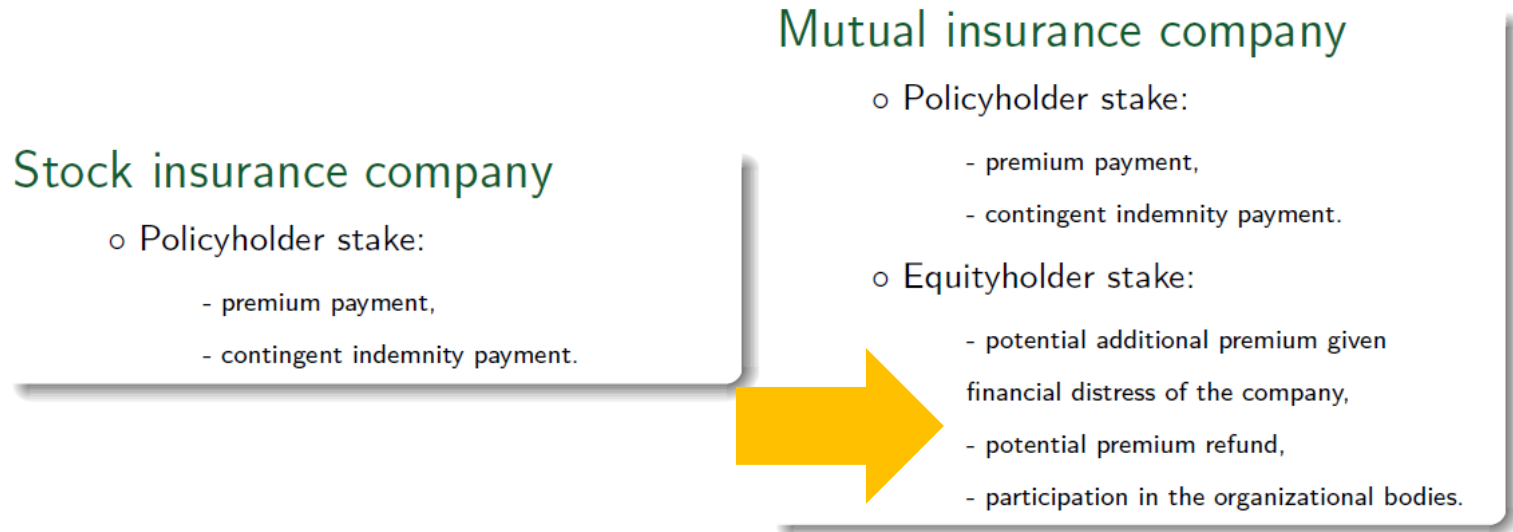 Stock insurance company
○ Policyholder stake:
- premium payment,
- contingent indemnity payment.
Mutual insurance company
○ Policyholder stake:
- premium payment,
- contingent indemnity payment.
○ Equityholder stake:
- potential additional premium given
financial distress of the company,
- potential premium refund,
- participation in the organizational bodies.